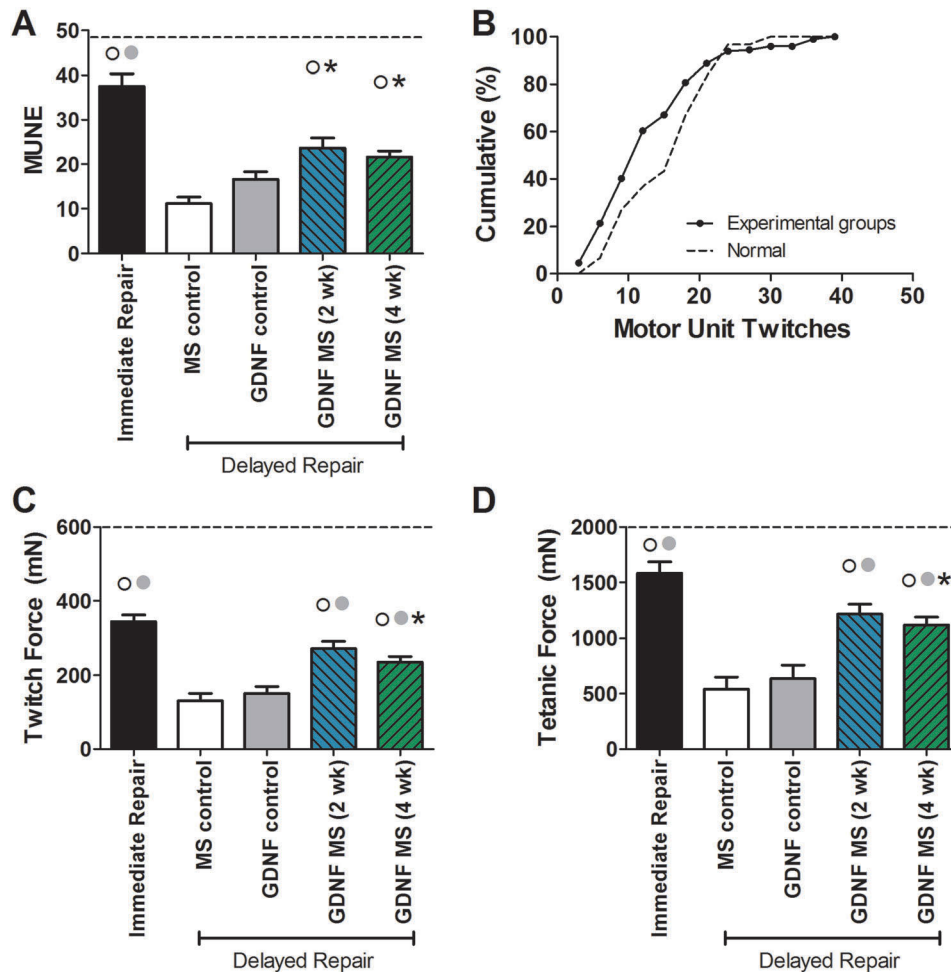 A
MUNE
50
40
30
20
10
0
Immediate Repair
MS control
GDNF control
GDNF MS (2 wk)
GDNF MS (4 wk)
Delayed Repair
*
*
B
Cumulative (%)
100
80
60
40
20
0
Experimental groups
Normal
0 10 20 30 40 50
Motor Unit Twitches
C
Twitch Force (mN)
600
400
200
0
*
Immediate Repair
MS control
GDNF control
GDNF MS (2 wk)
GDNF MS (4 wk)
Delayed Repair
D
Tetanic Force (mN)
2000
1500
1000
500
0
*
Immediate Repair
MS control
GDNF control
GDNF MS (2 wk)
GDNF MS (4 wk)
Delayed Repair